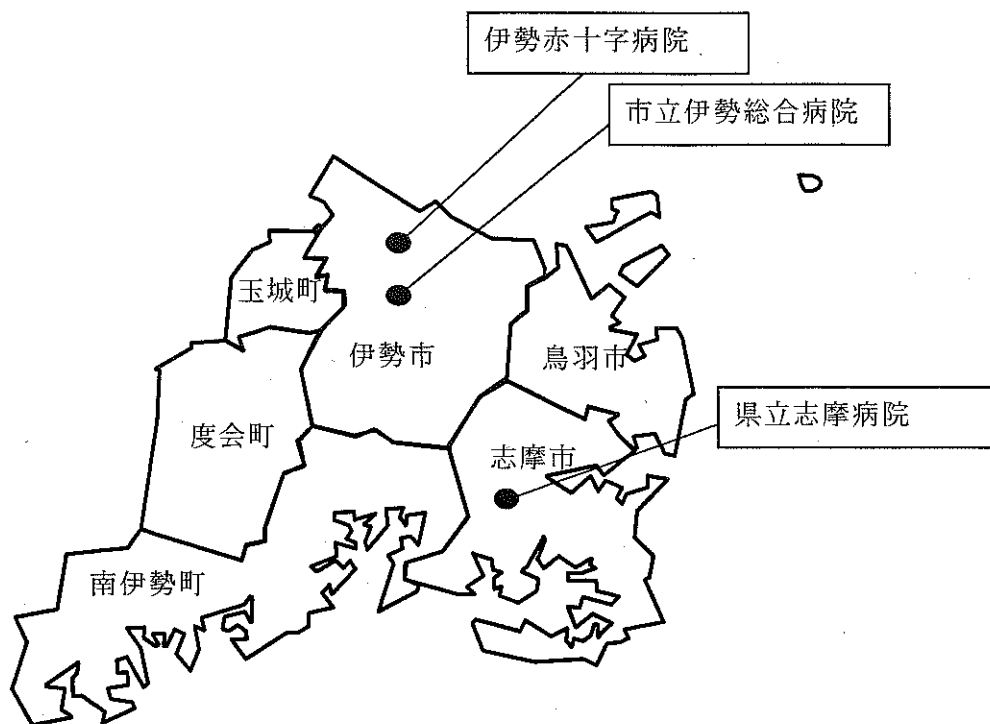 伊勢赤十字病院
市立伊勢総合病院
玉城町
伊勢市
鳥羽市
県立志摩病院
度会町
志摩市
南伊勢町